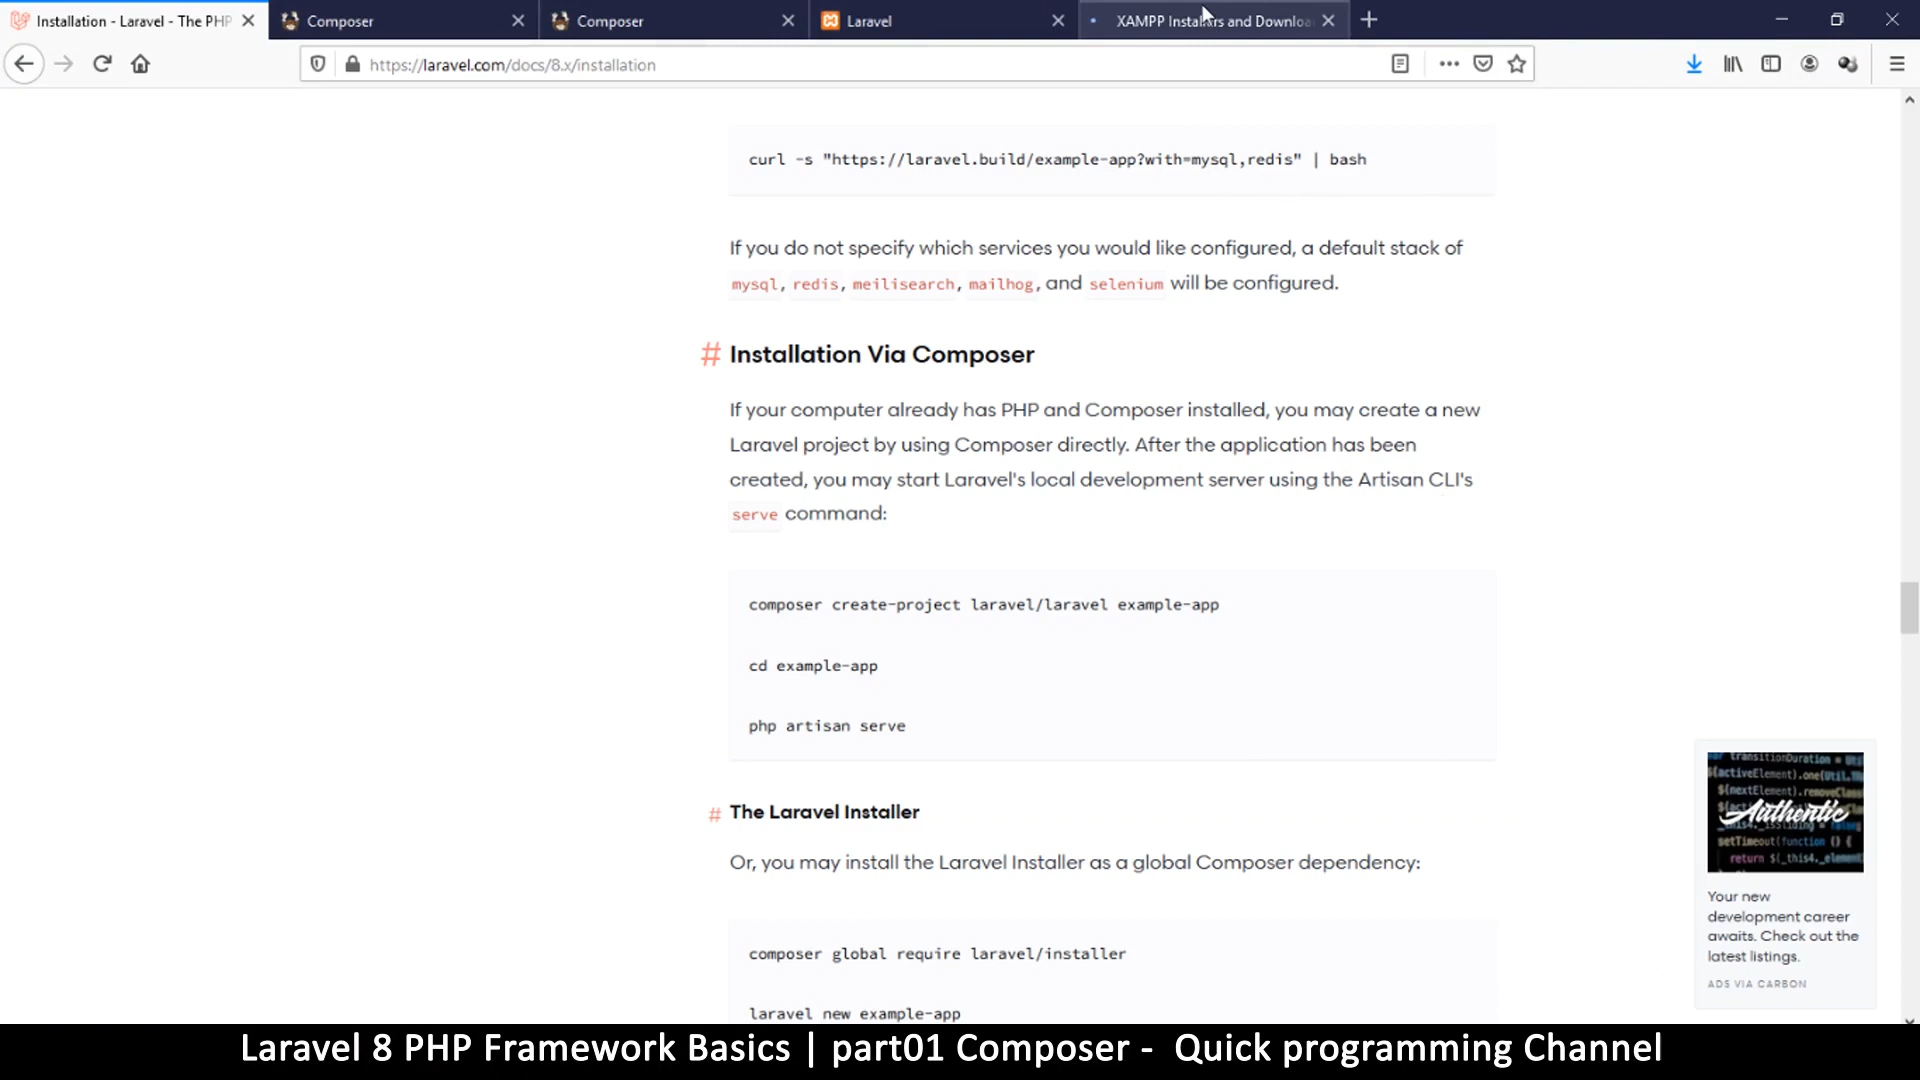 Installation - Laravel - The PHP
Composer
Composer
Laravel
XAMPP Installers and Downloa
https://laravel.com/docs/8.x/installation
curl -s "https://laravel.build/example-app?with=mysql,redis" | bash
If you do not specify which services you would like configured, a default stack of
mysql, redis, meilisearch, mailhog, and selenium will be configured.
# Installation Via Composer
If your computer already has PHP and Composer installed, you may create a new
Laravel project by using Composer directly. After the application has been
created, you may start Laravel's local development server using the Artisan CLI's
serve command:
composer create-project laravel/laravel example-app
cd example-app
php artisan serve
# The Laravel Installer
Or, you may install the Laravel Installer as a global Composer dependency:
composer global require laravel/installer
laravel new example-app
Authentic
Your new
development career
awaits. Check out the
latest listings.
ADS VIA CARBON
Laravel 8 PHP Framework Basics | part01 Composer - Quick programming Channel